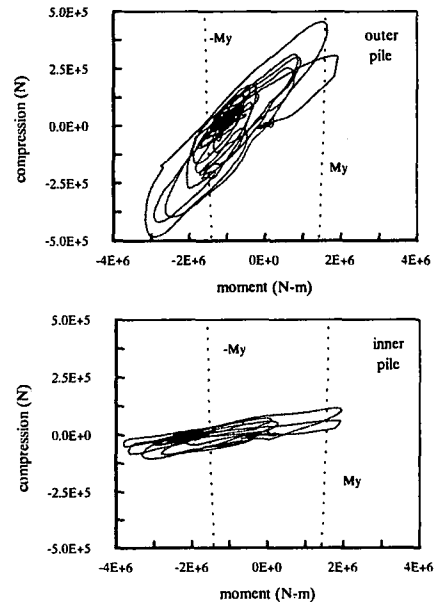 5.0E+5
-My
outer
pile
2.5E+5
compression (N)
0.0E+0
-2.5E+5
My
5.0E+5
-4E+6 -2E+6 0E+0 2E+6 4E+6
moment (N-m)
5.0E+5
-My
inner
pile
2.5E+5
compression (N)
0.0E+0
-2.5E+5
My
-5.0E+5
-4E+6 -2E+6 0E+0 2E+6 4E+6
moment (N-m)